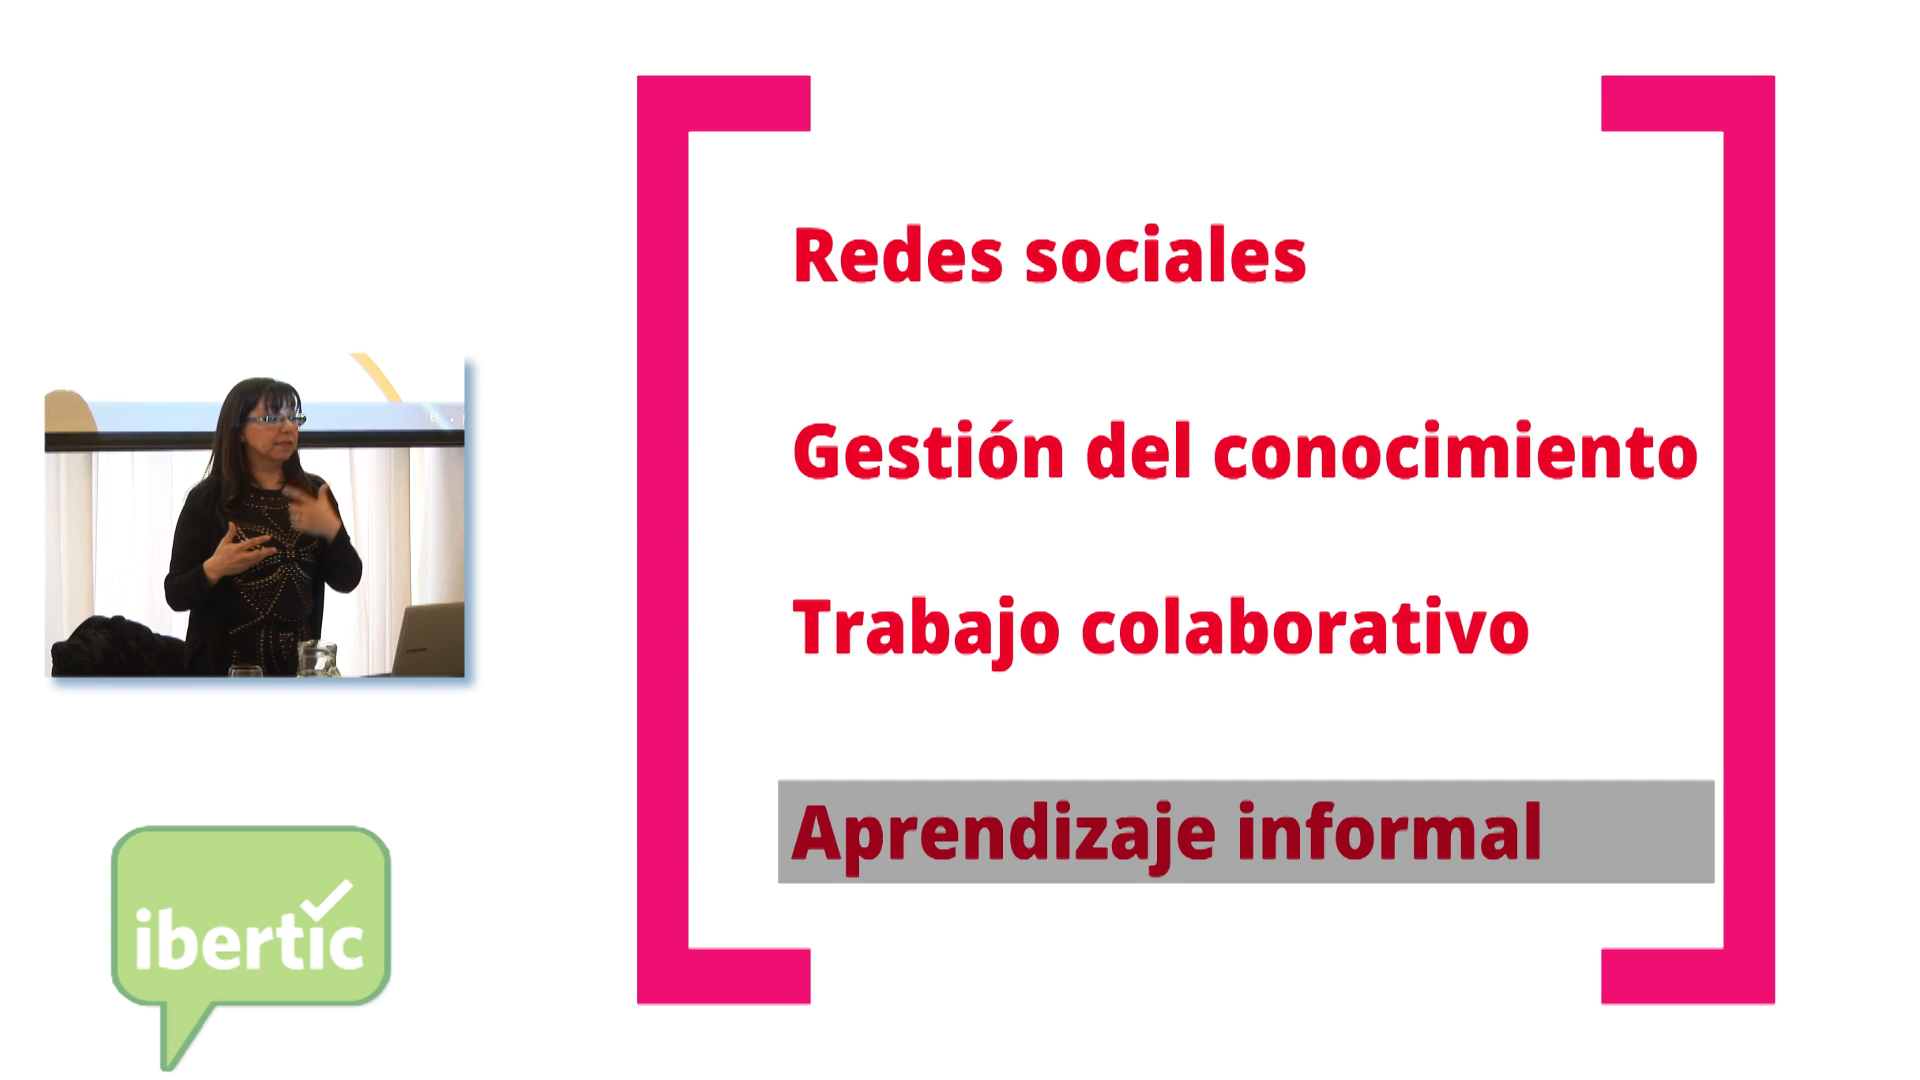 Redes sociales
Gestión del conocimiento
Trabajo colaborativo
Aprendizaje informal
ibertic